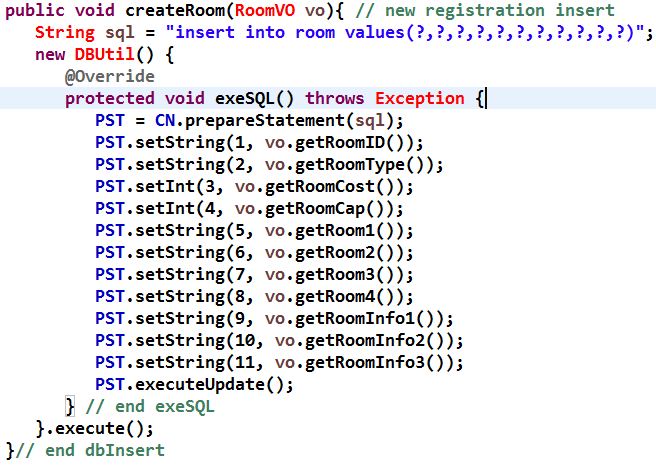 public void createRoom(RoomVO vo){ // new registration insert
String sql = "insert into room values(?,?,?,?,?,?,?,?,?,?,?)";
new DBUtil() {
@Override
protected void exeSQL() throws Exception {
PST = CN.prepareStatement(sql);
PST.setString(1, vo.getRoomID());
PST.setString(2, vo.getRoomType());
PST.setInt(3, vo.getRoomCost());
PST.setInt(4, vo.getRoomCap());
PST.setString(5, vo.getRoom1());
PST.setString(6, vo.getRoom2());
PST.setString(7, vo.getRoom3());
PST.setString(8, vo.getRoom4());
PST.setString(9, vo.getRoomInfo1());
PST.setString(10, vo.getRoomInfo2());
PST.setString(11, vo.getRoomInfo3());
PST.executeUpdate();
} // end exeSQL
}.execute();
}// end dbInsert